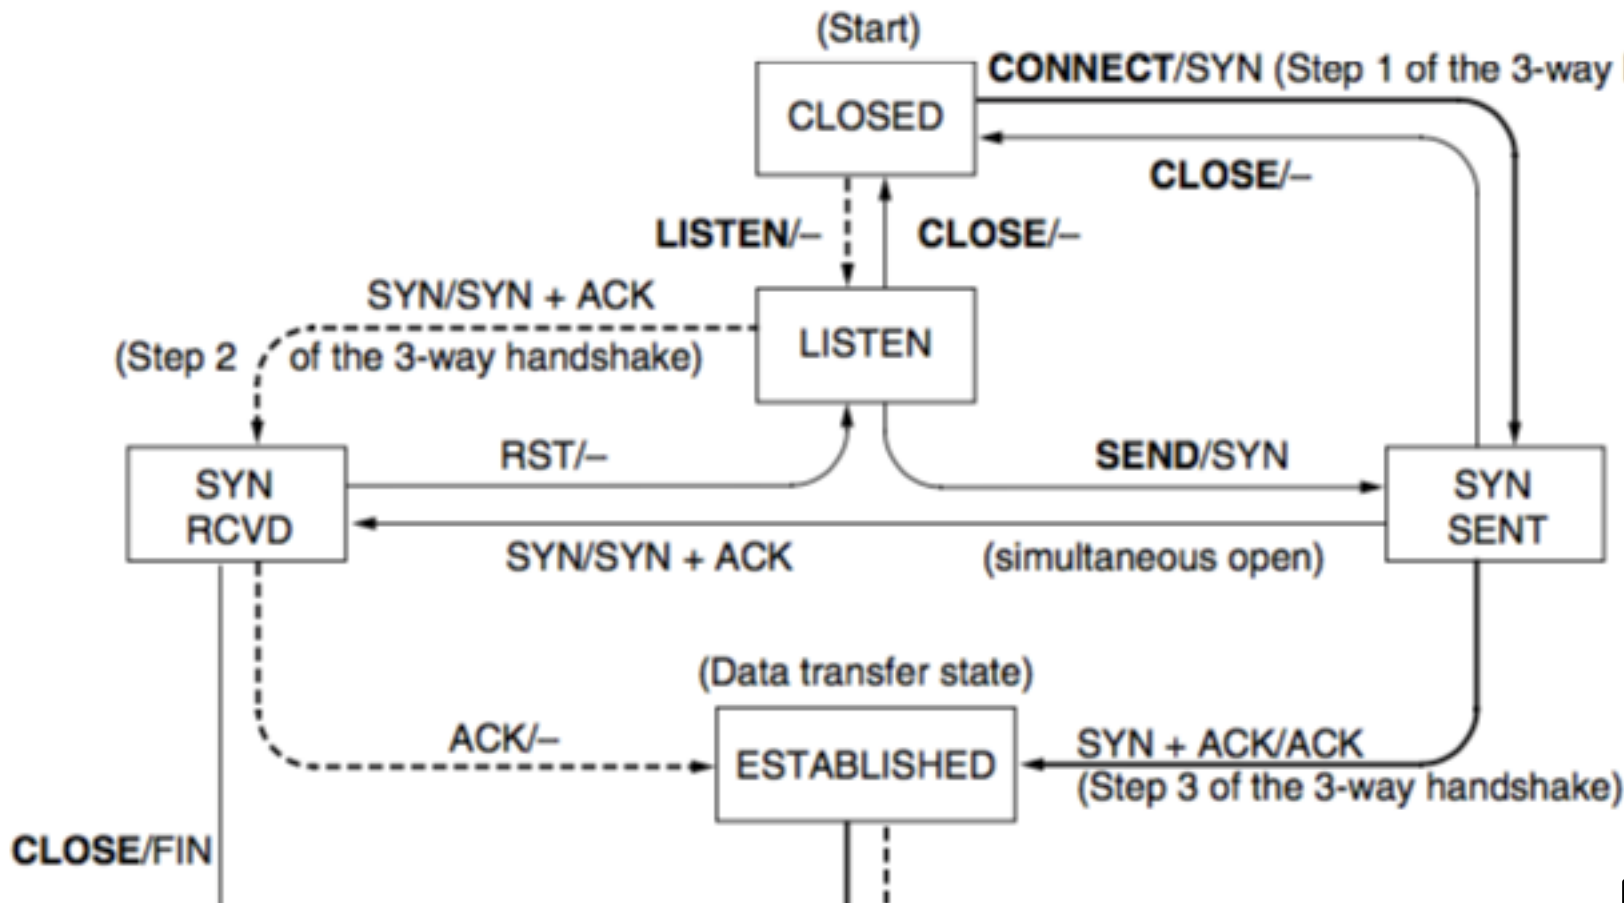 (Start)
CONNECT/SYN (Step 1 of the 3-way
CLOSED
CLOSE/–
LISTEN/–
CLOSE/–
SYN/SYN + ACK
LISTEN
(Step 2 of the 3-way handshake)
RST/–
SEND/SYN
SYN
RCVD
SYN
SENT
SYN/SYN + ACK
(simultaneous open)
(Data transfer state)
ACK/–
ESTABLISHED
SYN + ACK/ACK
(Step 3 of the 3-way handshake)
CLOSE/FIN